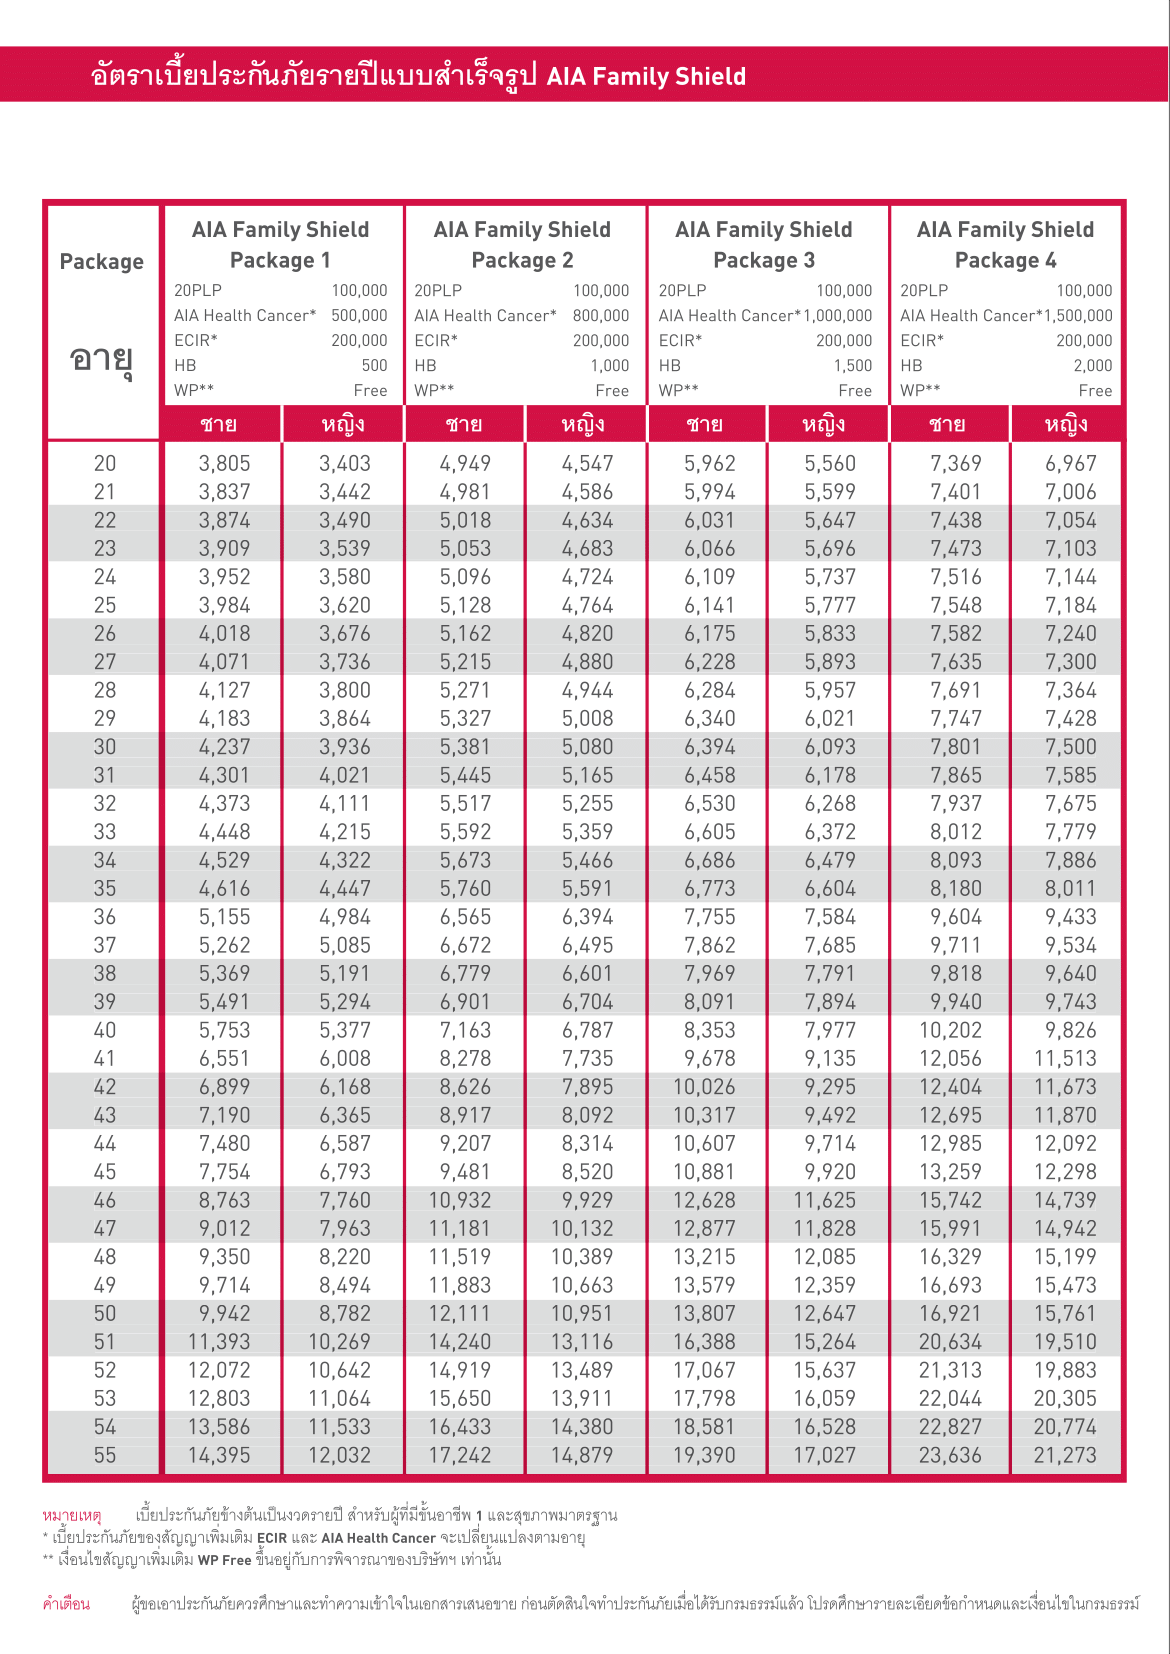 อัตราเบี้ยประกันภัยรายปีแบบสำเร็จรูป AIA Family Shield
Package
อายุ
AIA Family Shield
Package 1
20PLP 100,000
AIA Health Cancer* 500,000
ECIR* 200,000
HB 500
WP** Free
AIA Family Shield
Package 2
20PLP 100,000
AIA Health Cancer* 800,000
ECIR* 200,000
HB 1,000
WP** Free
AIA Family Shield
Package 3
20PLP 100,000
AIA Health Cancer* 1,000,000
ECIR* 200,000
HB 1,500
WP** Free
AIA Family Shield
Package 4
20PLP 100,000
AIA Health Cancer* 1,500,000
ECIR* 200,000
HB 2,000
WP** Free
ชาย หญิง ชาย หญิง ชาย หญิง ชาย หญิง
20 3,805 3,403 4,949 4,547 5,962 5,560 7,369 6,967
21 3,837 3,442 4,981 4,586 5,994 5,599 7,401 7,006
22 3,874 3,490 5,018 4,634 6,031 5,647 7,438 7,054
23 3,909 3,539 5,053 4,683 6,066 5,696 7,473 7,103
24 3,952 3,580 5,096 4,724 6,109 5,737 7,516 7,144
25 3,984 3,620 5,128 4,764 6,141 5,777 7,548 7,184
26 4,018 3,676 5,162 4,820 6,175 5,833 7,582 7,240
27 4,071 3,736 5,215 4,880 6,228 5,893 7,635 7,300
28 4,127 3,800 5,271 4,944 6,284 5,957 7,691 7,364
29 4,183 3,864 5,327 5,008 6,340 6,021 7,747 7,428
30 4,237 3,936 5,381 5,080 6,394 6,093 7,801 7,500
31 4,301 4,021 5,445 5,165 6,458 6,178 7,865 7,585
32 4,373 4,111 5,517 5,255 6,530 6,268 7,937 7,675
33 4,448 4,215 5,592 5,359 6,605 6,372 8,012 7,779
34 4,529 4,322 5,673 5,466 6,686 6,479 8,093 7,886
35 4,616 4,447 5,760 5,591 6,773 6,604 8,180 8,011
36 5,155 4,984 6,565 6,394 7,755 7,584 9,604 9,433
37 5,262 5,085 6,672 6,495 7,862 7,685 9,711 9,534
38 5,369 5,191 6,779 6,601 7,969 7,791 9,818 9,640
39 5,491 5,294 6,901 6,704 8,091 7,894 9,940 9,743
40 5,753 5,377 7,163 6,787 8,353 7,977 10,202 9,826
41 6,551 6,008 8,278 7,735 9,678 9,135 12,056 11,513
42 6,899 6,168 8,626 7,895 10,026 9,295 12,404 11,673
43 7,190 6,365 8,917 8,092 10,317 9,492 12,695 11,870
44 7,480 6,587 9,207 8,314 10,607 9,714 12,985 12,092
45 7,754 6,793 9,481 8,520 10,881 9,920 13,259 12,298
46 8,763 7,760 10,932 9,929 12,628 11,625 15,742 14,739
47 9,012 7,963 11,181 10,132 12,877 11,828 15,991 14,942
48 9,350 8,220 11,519 10,389 13,215 12,085 16,329 15,199
49 9,714 8,494 11,883 10,663 13,579 12,359 16,693 15,473
50 9,942 8,782 12,111 10,951 13,807 12,647 16,921 15,761
51 11,393 10,269 14,240 13,116 16,388 15,264 20,634 19,510
52 12,072 10,642 14,919 13,489 17,067 15,637 21,313 19,883
53 12,803 11,064 15,650 13,911 17,798 16,059 22,044 20,305
54 13,586 11,533 16,433 14,380 18,581 16,528 22,827 20,774
55 14,395 12,032 17,242 14,879 19,390 17,027 23,636 21,273
หมายเหตุ เบี้ยประกันภัยข้างต้นเป็นงวดรายปี สำหรับผู้ที่มีขั้นอาชีพ 1 และสุขภาพมาตรฐาน
* เบี้ยประกันภัยของสัญญาเพิ่มเติม ECIR และ AIA Health Cancer จะเปลี่ยนแปลงตามอายุ
** เงื่อนไขสัญญาเพิ่มเติม WP Free ขึ้นอยู่กับการพิจารณาของบริษัทฯ เท่านั้น
คำเตือน ผู้ขอเอาประกันภัยควรศึกษาและทำความเข้าใจในเอกสารเสนอขาย ก่อนตัดสินใจทำประกันภัยเมื่อได้รับกรมธรรม์แล้ว โปรดศึกษารายละเอียดข้อกำหนดและเงื่อนไขในกรมธรรม์